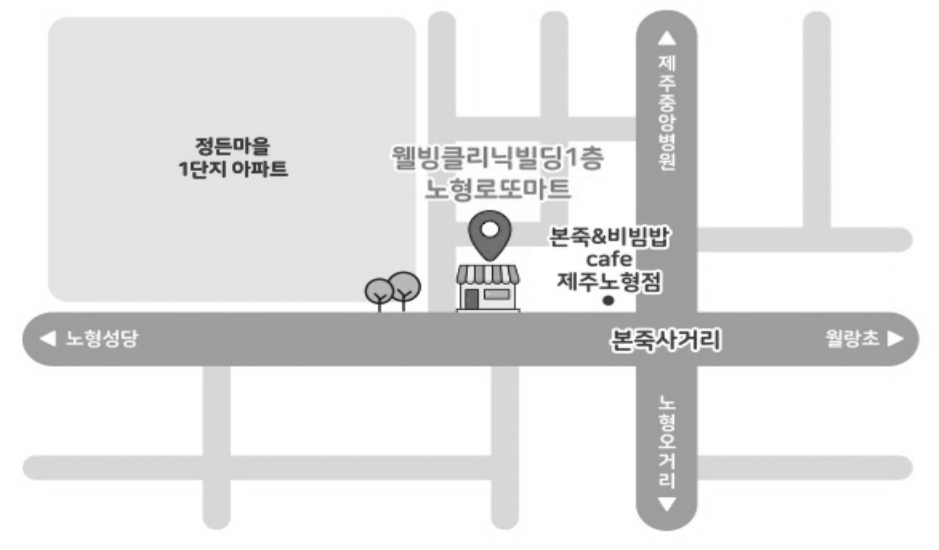 제주중앙병원
정든마을
1단지 아파트
웰빙클리닉빌딩1층
노형로또마트
본죽&비빔밥
cafe
제주노형점
노형성당
본죽사거리
월랑초
노형오거리